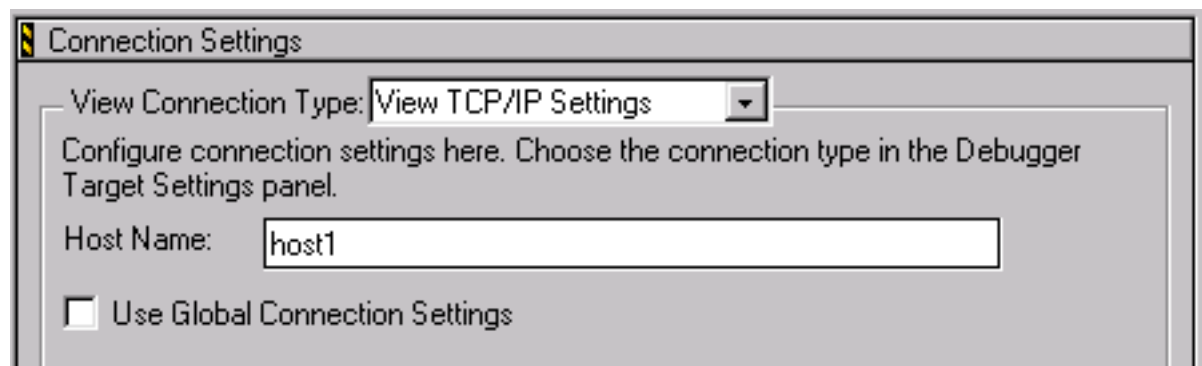 Connection Settings
View Connection Type: View TCP/IP Settings
Configure connection settings here. Choose the connection type in the Debugger
Target Settings panel.
Host Name: host1
Use Global Connection Settings